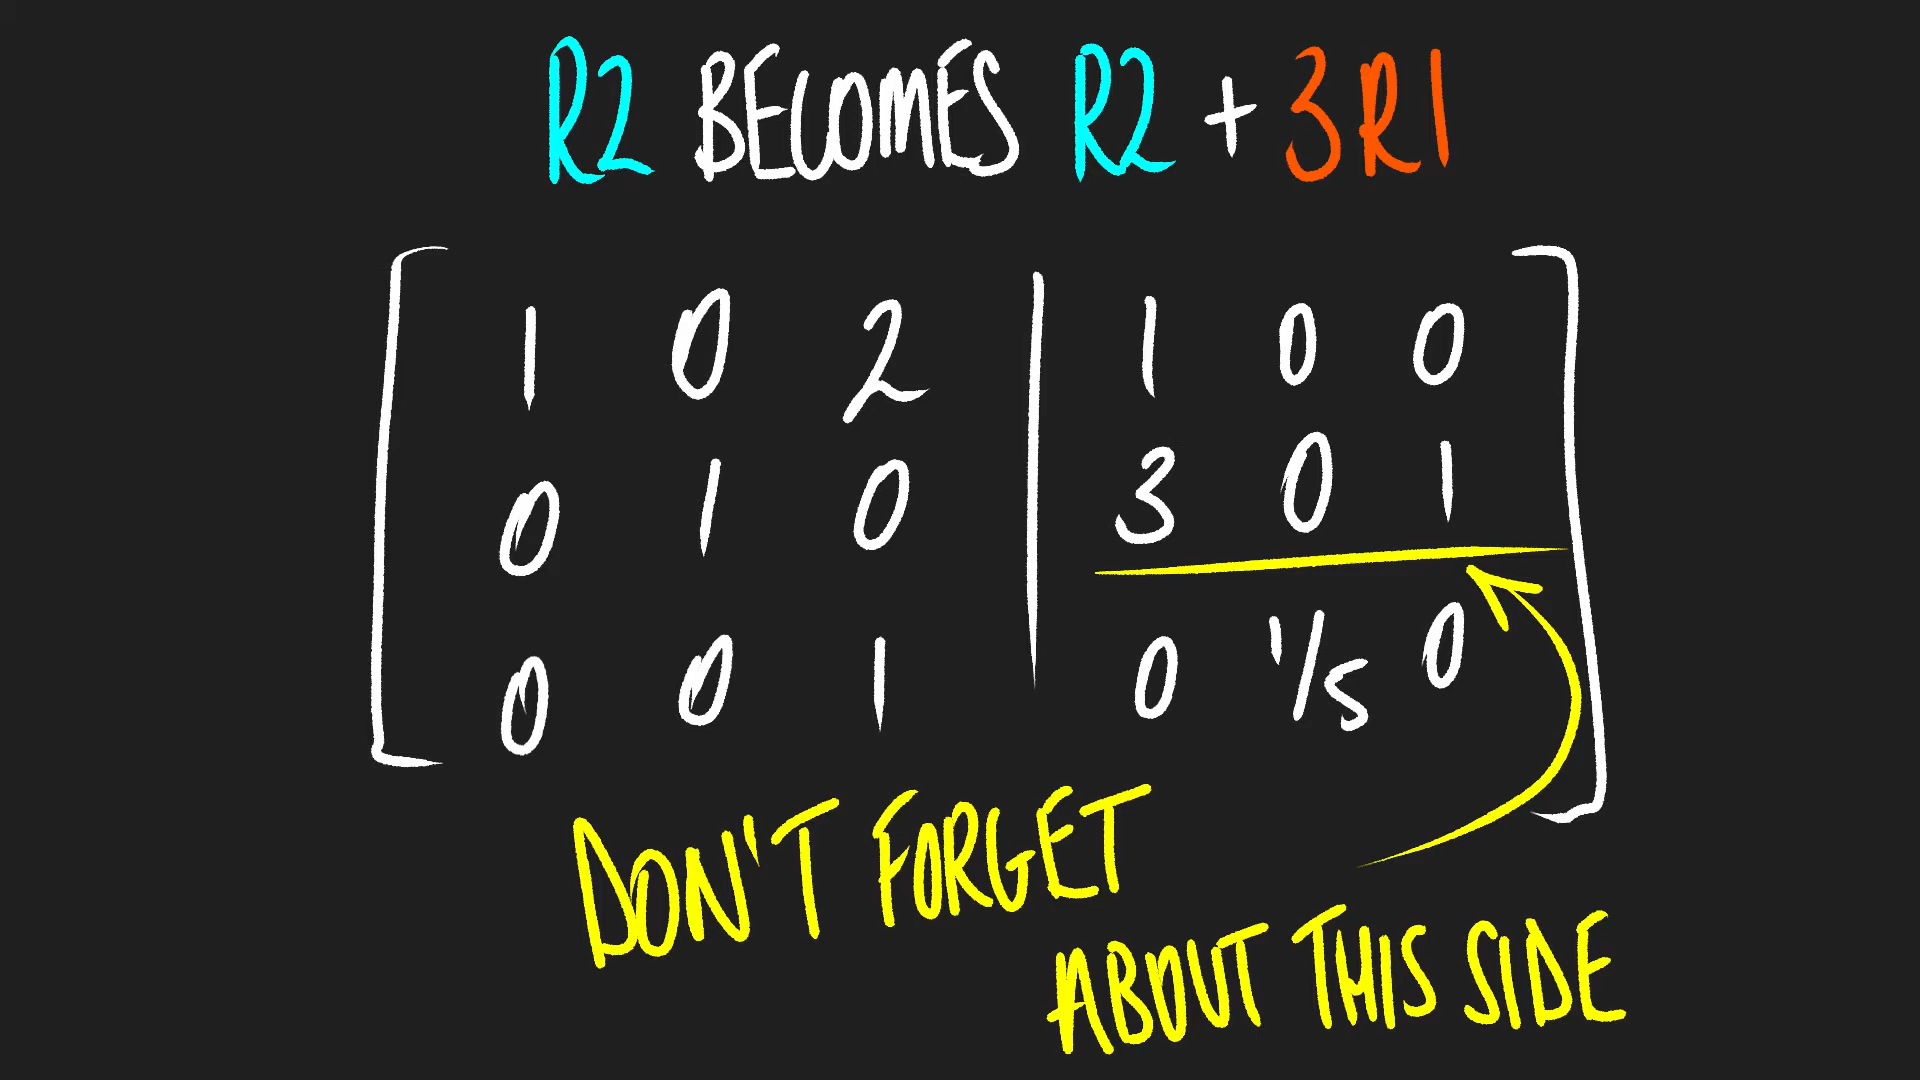 R2 BECOMES R2 + 3R1
1 0 2 | 1 0 0
0 1 0 | 3 0 1
0 0 1 | 0 1/5 0
DON'T FORGET
ABOUT THIS SIDE